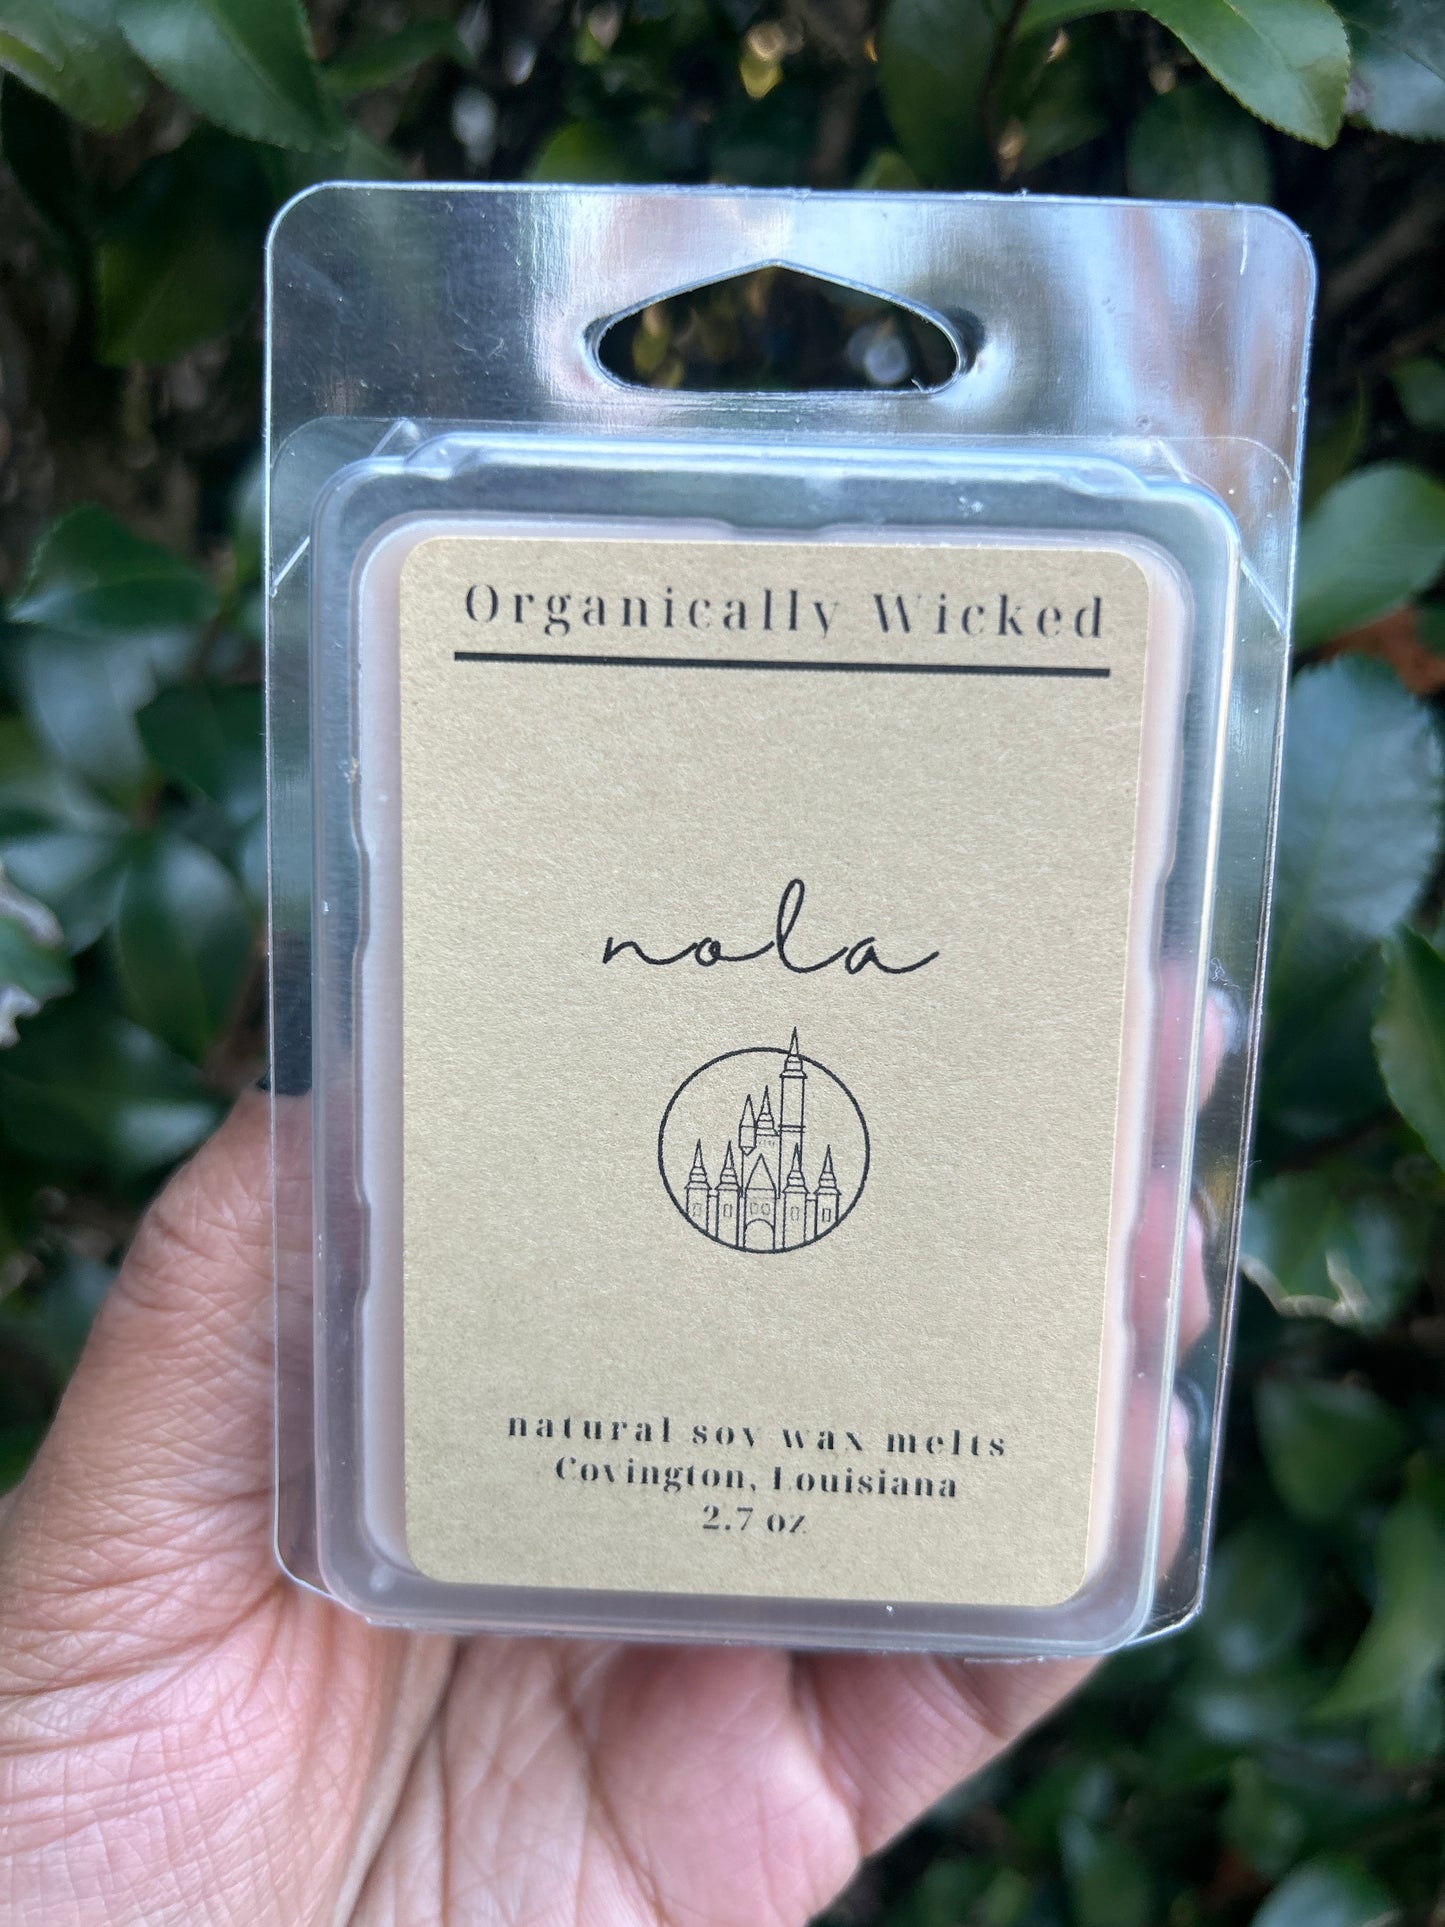 Organically Wicked
nola
natural soy wax melts
Covington, Louisiana
2.7 oz